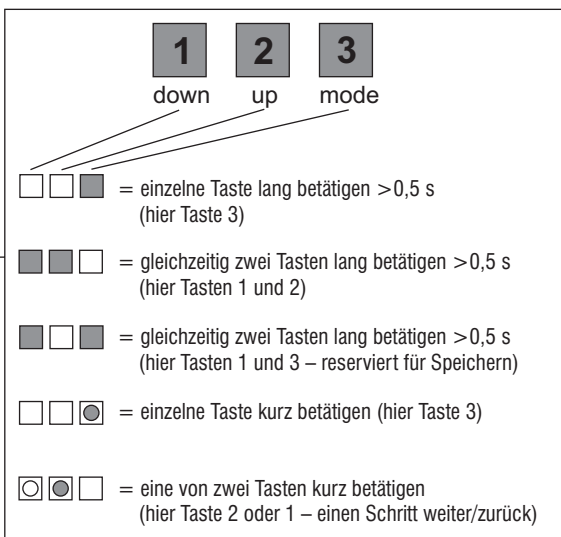 1 2 3
down up mode
= einzelne Taste lang betätigen >0,5 s
(hier Taste 3)
= gleichzeitig zwei Tasten lang betätigen >0,5 s
(hier Tasten 1 und 2)
= gleichzeitig zwei Tasten lang betätigen >0,5 s
(hier Tasten 1 und 3 – reserviert für Speichern)
= einzelne Taste kurz betätigen (hier Taste 3)
= eine von zwei Tasten kurz betätigen
(hier Taste 2 oder 1 – einen Schritt weiter/zurück)